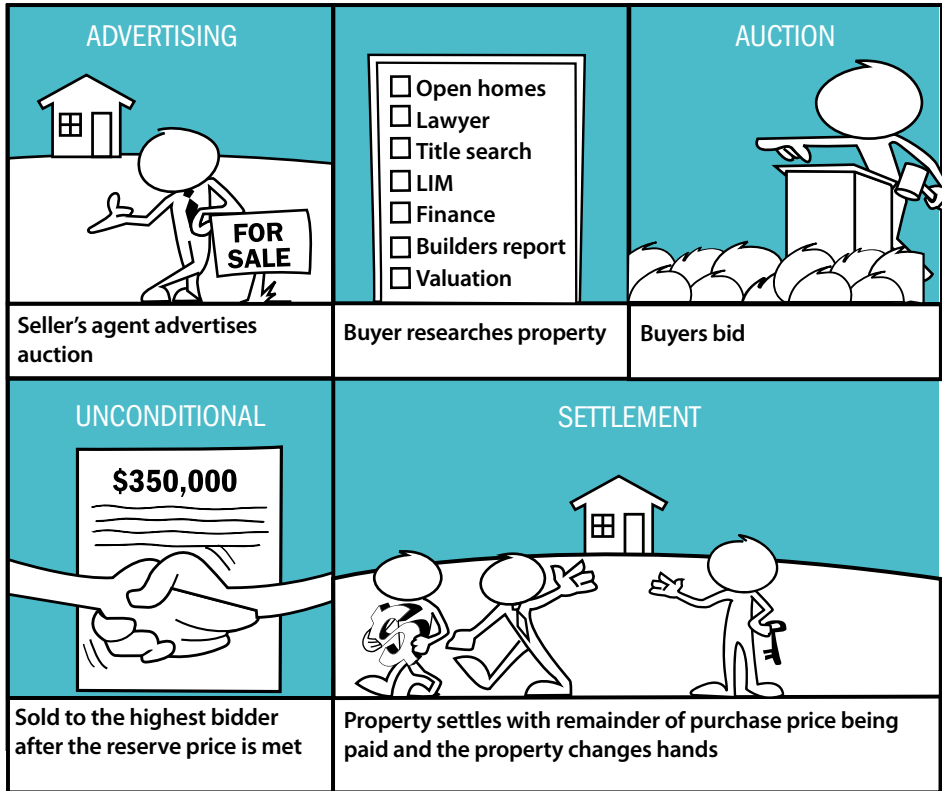 ADVERTISING
FOR
SALE
Seller's agent advertises
auction
Open homes
Lawyer
Title search
LIM
Finance
Builders report
Valuation
Buyer researches property
AUCTION
Buyers bid
UNCONDITIONAL
$350,000
Sold to the highest bidder
after the reserve price is met
SETTLEMENT
Property settles with remainder of purchase price being
paid and the property changes hands